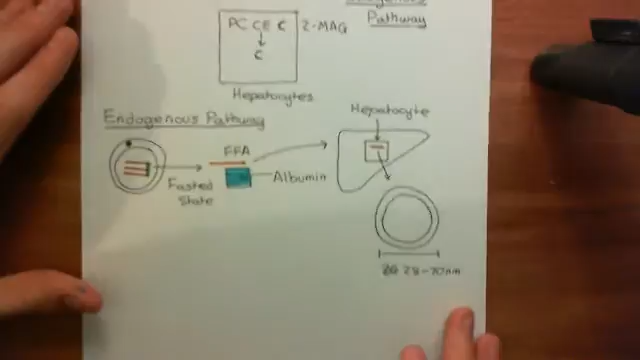 Pathway
PC CE C 2-MAG
C
Hepatocytes
Endogenous Pathway
Hepatocyte
FFA
Albumin
Fasted
State
28-70nm